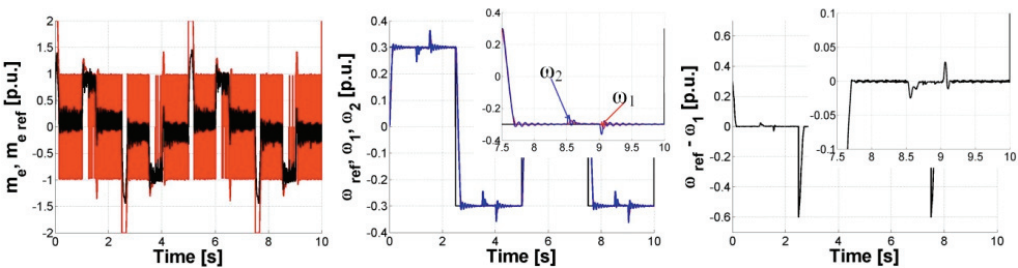 mₑ, mₑ ref [p.u.]
2
1.5
1
0.5
0
-0.5
-1
-1.5
-2
0 2 4 6 8 10
Time [s]
ω ref, ω₁, ω₂ [p.u.]
0.4
0.3
0.2
0.1
0
-0.1
-0.2
-0.3
-0.4
0 2 4 6 8 10
Time [s]
0.4
0.2
0
-0.2
-0.4
7.5 8 8.5 9 9.5 10
ω₂
ω₁
ω ref - ω₁ [p.u.]
0.4
0.2
0
-0.2
-0.4
-0.6
0 2 4 6 8 10
Time [s]
0.1
0.05
0
-0.05
-0.1
7.5 8 8.5 9 9.5 10